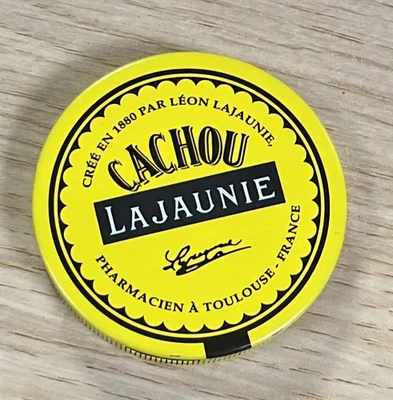 CRÉÉ EN 1880 PAR LÉON LAJAUNIE,
CACHOU
LAJAUNIE
PHARMACIEN À TOULOUSE - FRANCE